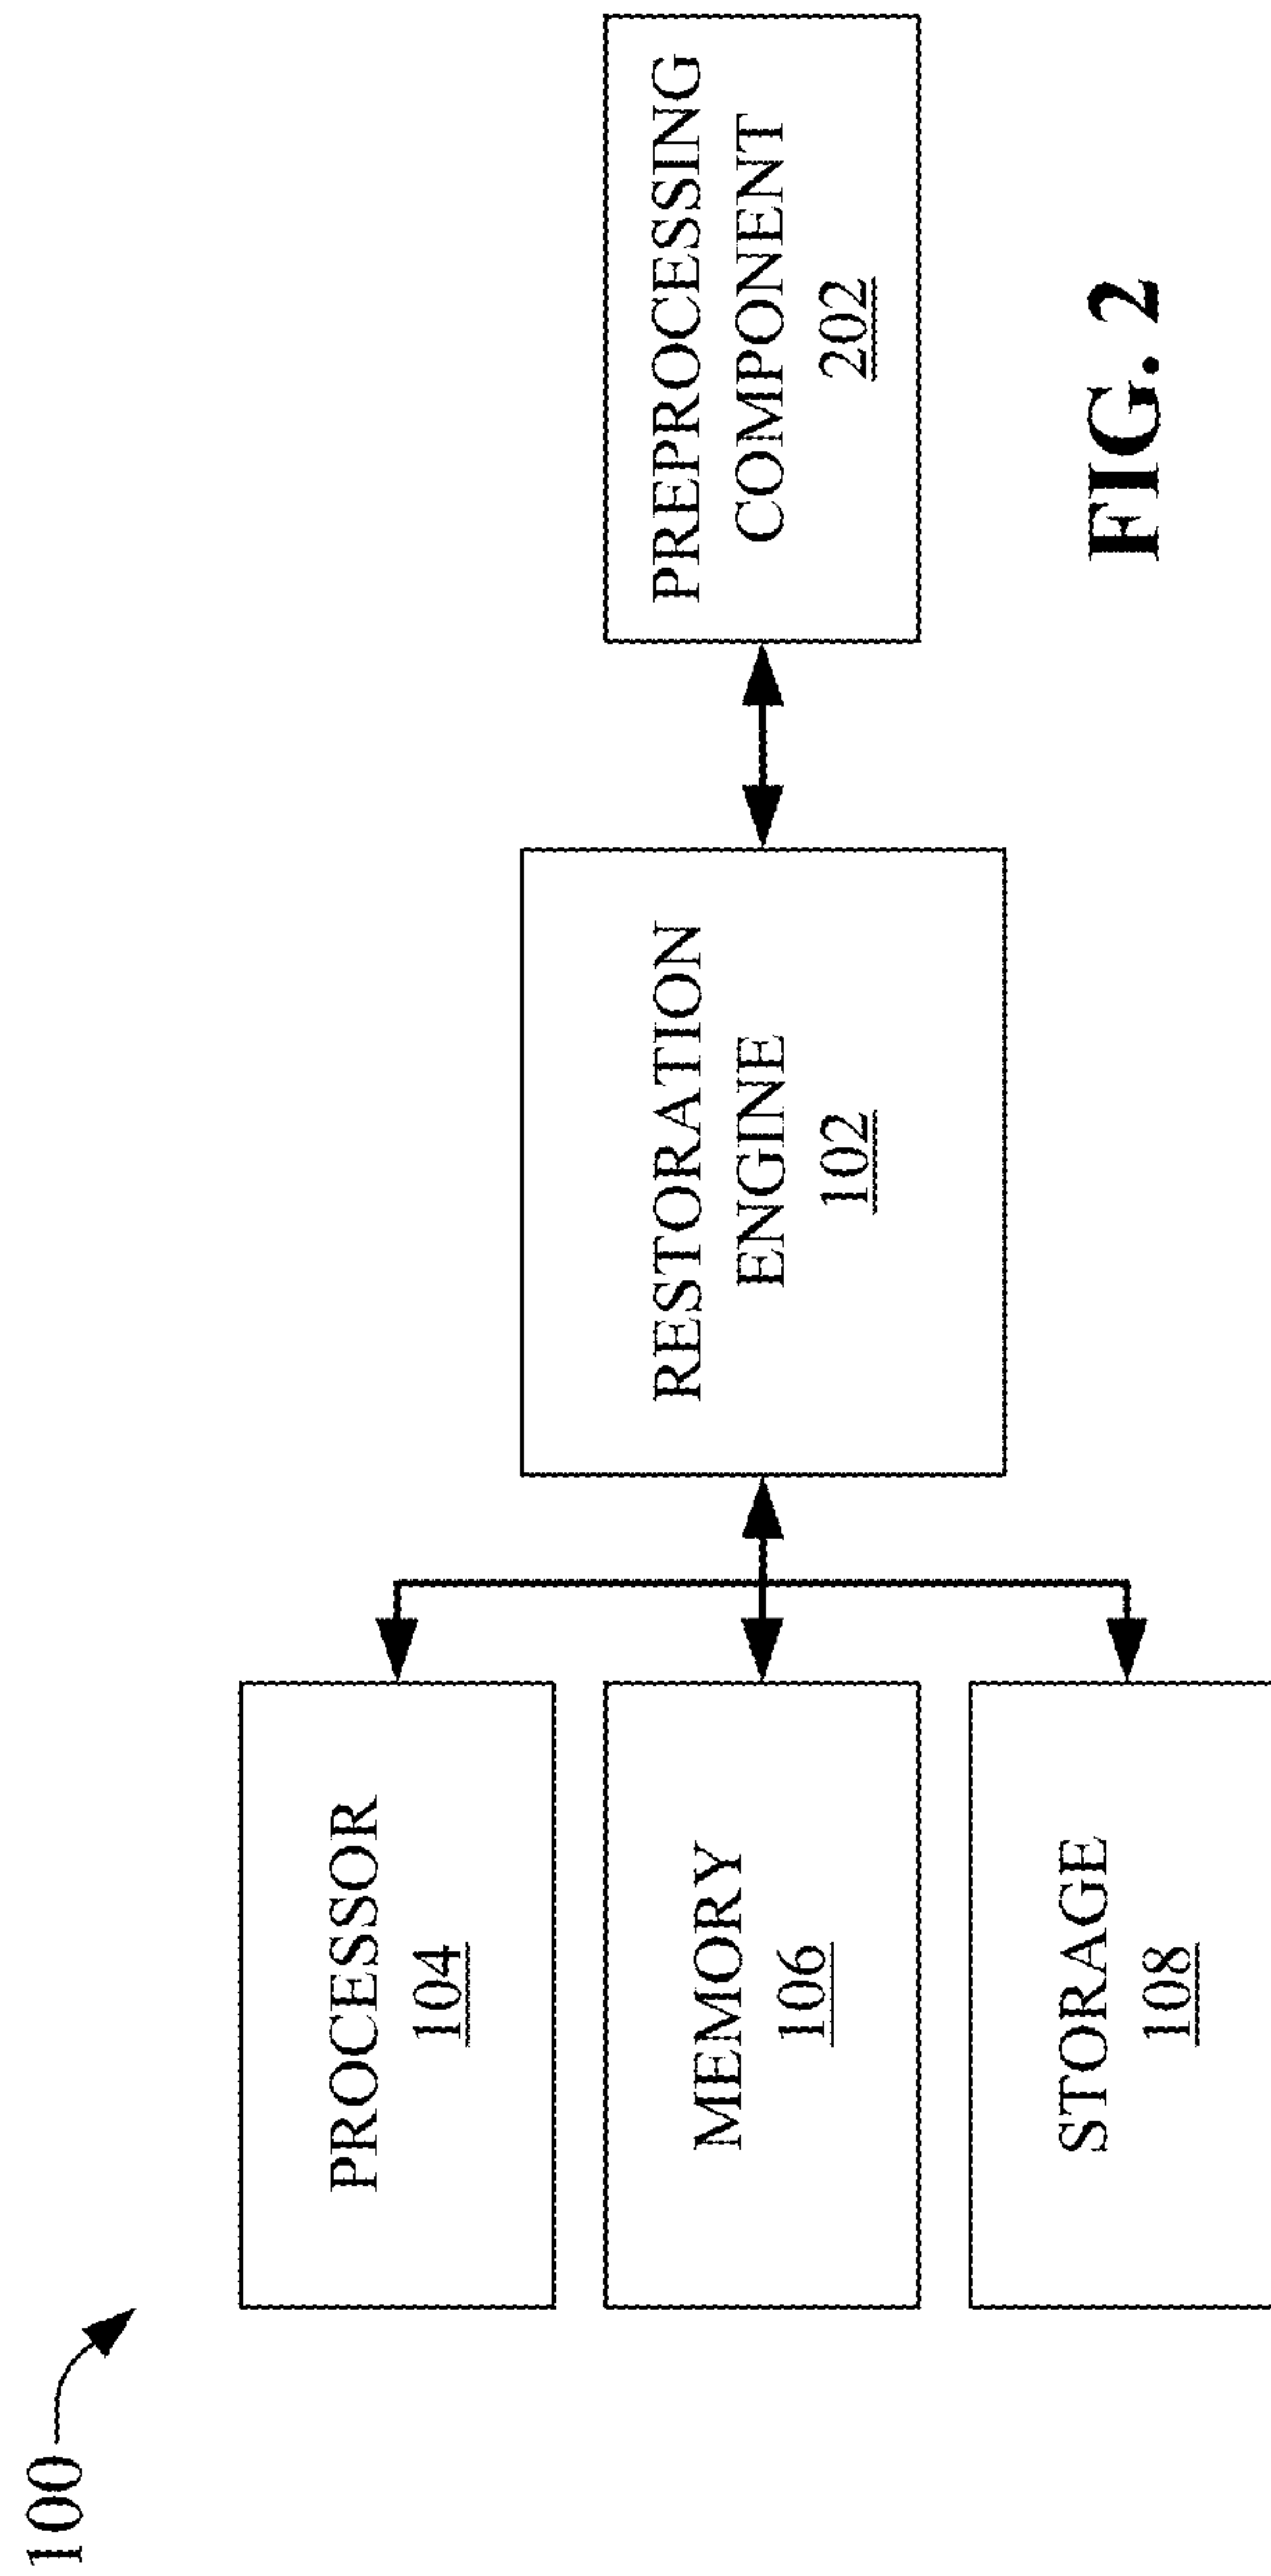 100
PROCESSOR
104
MEMORY
106
STORAGE
108
RESTORATION
ENGINE
102
PREPROCESSING
COMPONENT
202
FIG. 2